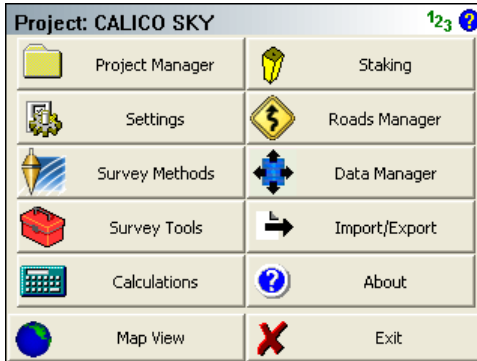 Project: CALICO SKY 123 ?
Project Manager Staking
Settings Roads Manager
Survey Methods Data Manager
Survey Tools Import/Export
Calculations ? About
Map View Exit